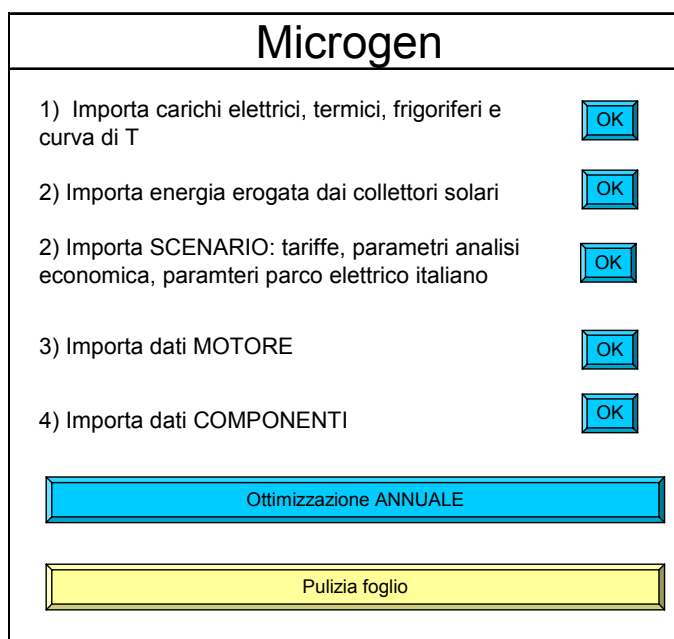 Microgen
1) Importa carichi elettrici, termici, frigoriferi e
curva di T
OK
2) Importa energia erogata dai collettori solari
OK
2) Importa SCENARIO: tariffe, parametri analisi
economica, paramteri parco elettrico italiano
OK
3) Importa dati MOTORE
OK
4) Importa dati COMPONENTI
OK
Ottimizzazione ANNUALE
Pulizia foglio